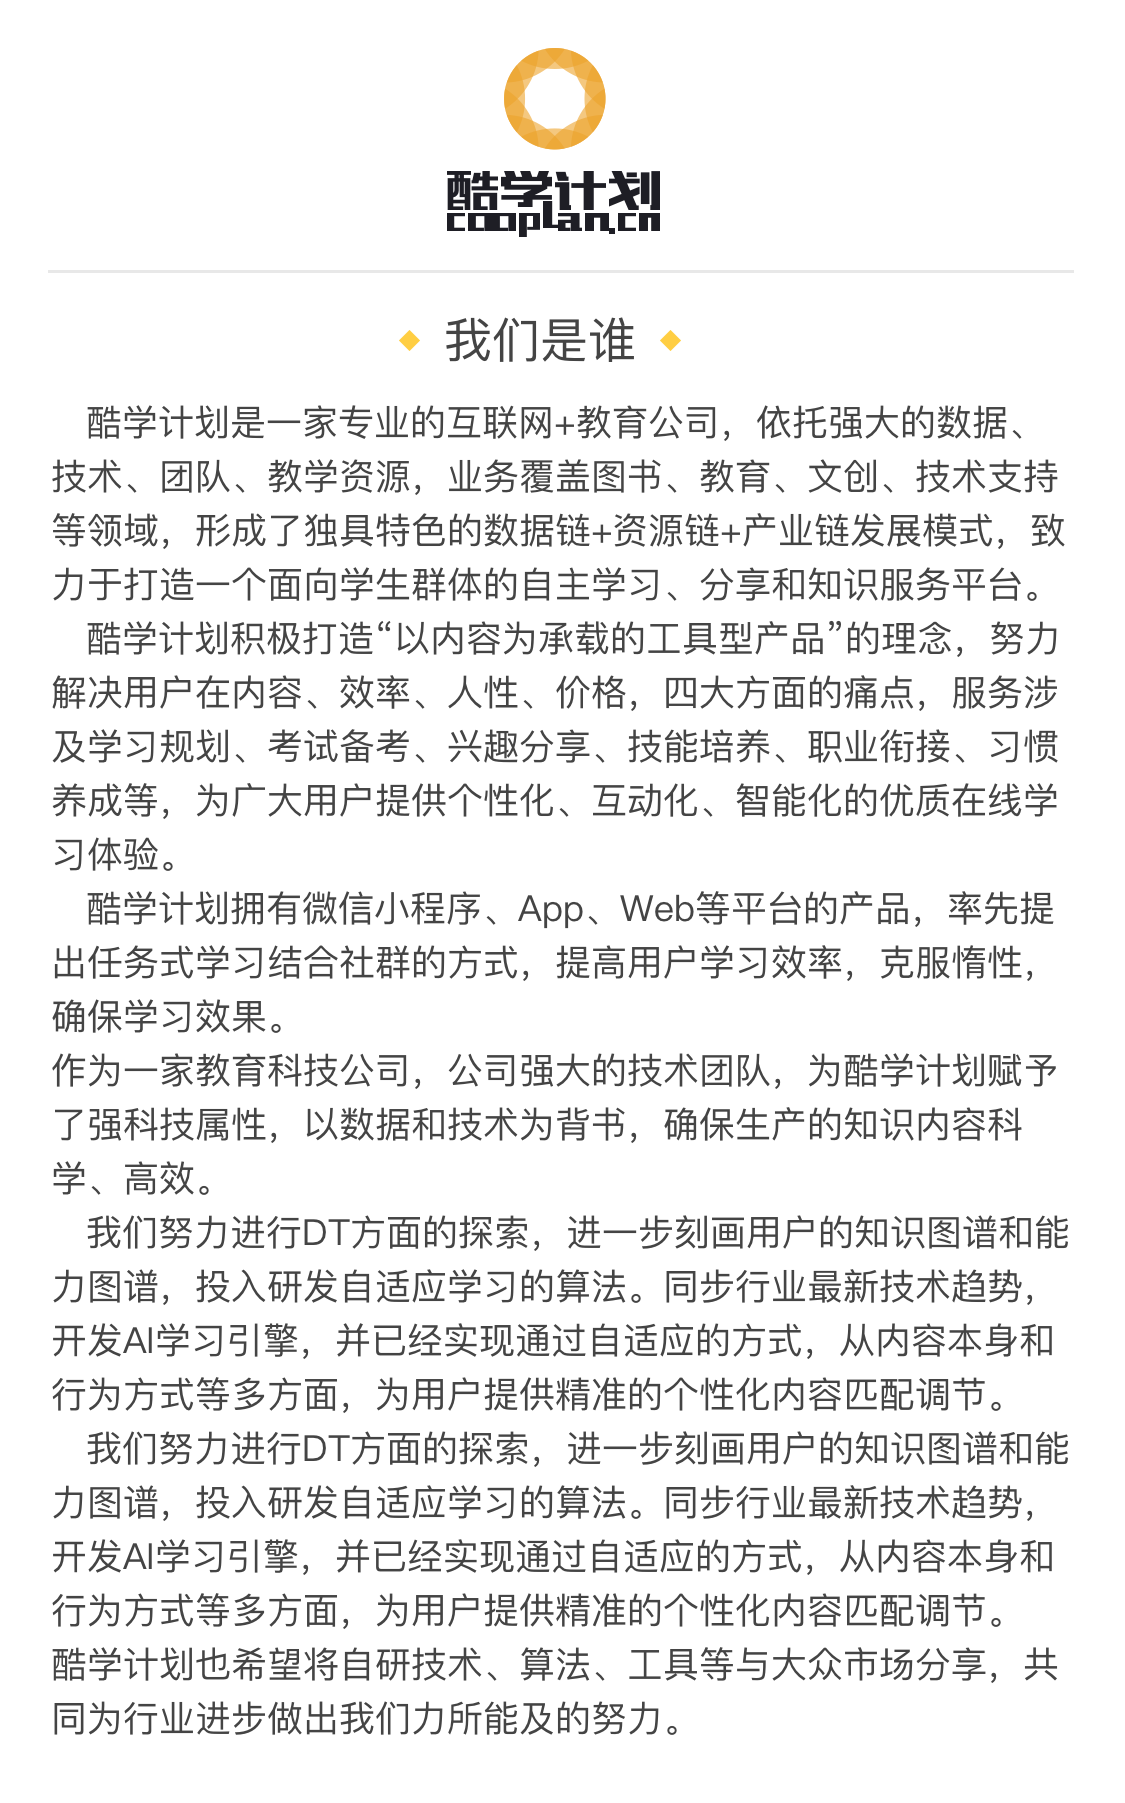 酷学计划
cooplan.cn
我们是谁
酷学计划是一家专业的互联网+教育公司，依托强大的数据、
技术、团队、教学资源，业务覆盖图书、教育、文创、技术支持
等领域，形成了独具特色的数据链+资源链+产业链发展模式，致
力于打造一个面向学生群体的自主学习、分享和知识服务平台。
酷学计划积极打造“以内容为承载的工具型产品”的理念，努力
解决用户在内容、效率、人性、价格，四大方面的痛点，服务涉
及学习规划、考试备考、兴趣分享、技能培养、职业衔接、习惯
养成等，为广大用户提供个性化、互动化、智能化的优质在线学
习体验。
酷学计划拥有微信小程序、App、Web等平台的产品，率先提
出任务式学习结合社群的方式，提高用户学习效率，克服惰性，
确保学习效果。
作为一家教育科技公司，公司强大的技术团队，为酷学计划赋予
了强科技属性，以数据和技术为背书，确保生产的知识内容科
学、高效。
我们努力进行DT方面的探索，进一步刻画用户的知识图谱和能
力图谱，投入研发自适应学习的算法。同步行业最新技术趋势，
开发AI学习引擎，并已经实现通过自适应的方式，从内容本身和
行为方式等多方面，为用户提供精准的个性化内容匹配调节。
我们努力进行DT方面的探索，进一步刻画用户的知识图谱和能
力图谱，投入研发自适应学习的算法。同步行业最新技术趋势，
开发AI学习引擎，并已经实现通过自适应的方式，从内容本身和
行为方式等多方面，为用户提供精准的个性化内容匹配调节。
酷学计划也希望将自研技术、算法、工具等与大众市场分享，共
同为行业进步做出我们力所能及的努力。